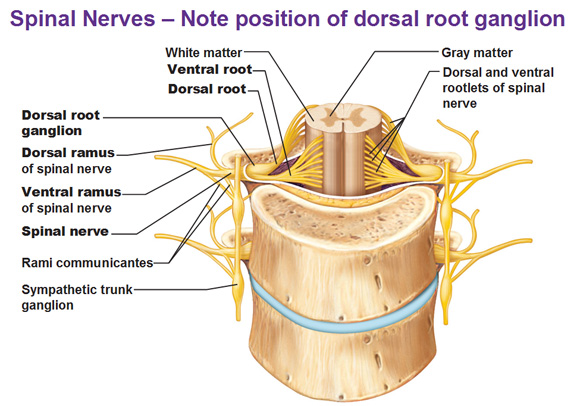 Spinal Nerves – Note position of dorsal root ganglion
White matter
Ventral root
Dorsal root
Dorsal root
ganglion
Dorsal ramus
of spinal nerve
Ventral ramus
of spinal nerve
Spinal nerve
Rami communicantes
Sympathetic trunk
ganglion
Gray matter
Dorsal and ventral
rootlets of spinal
nerve